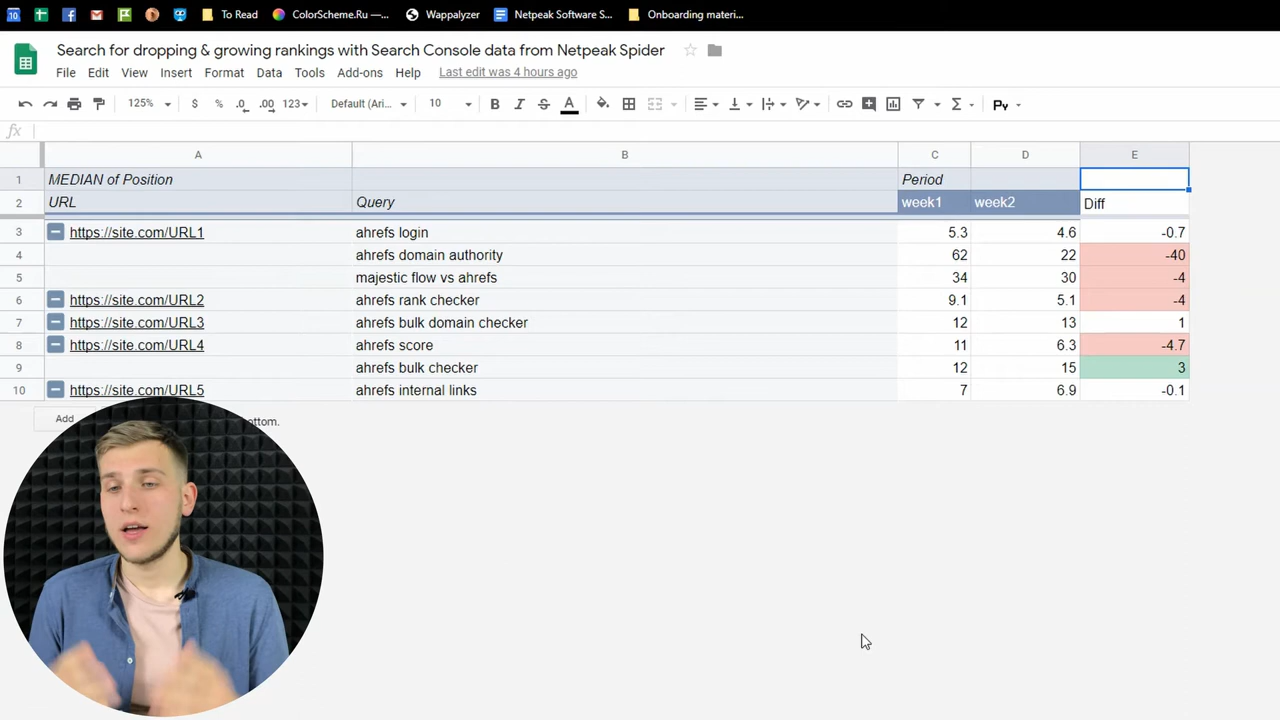 10 To Read ColorScheme.Ru —... Wappalyzer Netpeak Software S... Onboarding materi...
Search for dropping & growing rankings with Search Console data from Netpeak Spider
File Edit View Insert Format Data Tools Add-ons Help Last edit was 4 hours ago
125% $ % .0 .00 123 Default (Ari... 10 B I S A Σ Py
fx
A B C D E
1 MEDIAN of Position Period
2 URL Query week1 week2 Diff
3 https://site.com/URL1 ahrefs login 5.3 4.6 -0.7
4 ahrefs domain authority 62 22 -40
5 majestic flow vs ahrefs 34 30 -4
6 https://site.com/URL2 ahrefs rank checker 9.1 5.1 -4
7 https://site.com/URL3 ahrefs bulk domain checker 12 13 1
8 https://site.com/URL4 ahrefs score 11 6.3 -4.7
9 ahrefs bulk checker 12 15 3
10 https://site.com/URL5 ahrefs internal links 7 6.9 -0.1
Add ottom.